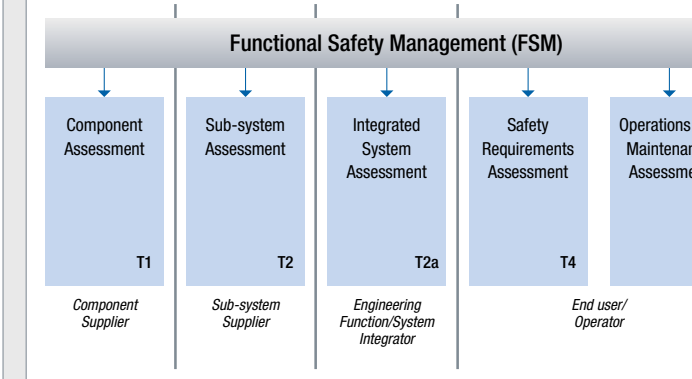 Functional Safety Management (FSM)
Component
Assessment
T1
Sub-system
Assessment
T2
Integrated
System
Assessment
T2a
Safety
Requirements
Assessment
T4
Operations
Component
Supplier
Sub-system
Supplier
Engineering
Function/System
Integrator
End user/
Operator